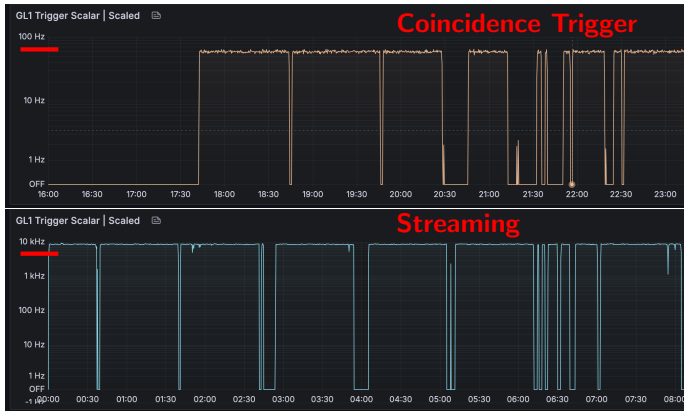 GL1 Trigger Scalar | Scaled
Coincidence Trigger
100 Hz
10 Hz
1 Hz
OFF
16:00 16:30 17:00 17:30 18:00 18:30 19:00 19:30 20:00 20:30 21:00 21:30 22:00 22:30 23:00
GL1 Trigger Scalar | Scaled
Streaming
10 kHz
1 kHz
100 Hz
10 Hz
1 Hz
OFF
-1 Hz
00:00 00:30 01:00 01:30 02:00 02:30 03:00 03:30 04:00 04:30 05:00 05:30 06:00 06:30 07:00 07:30 08:00